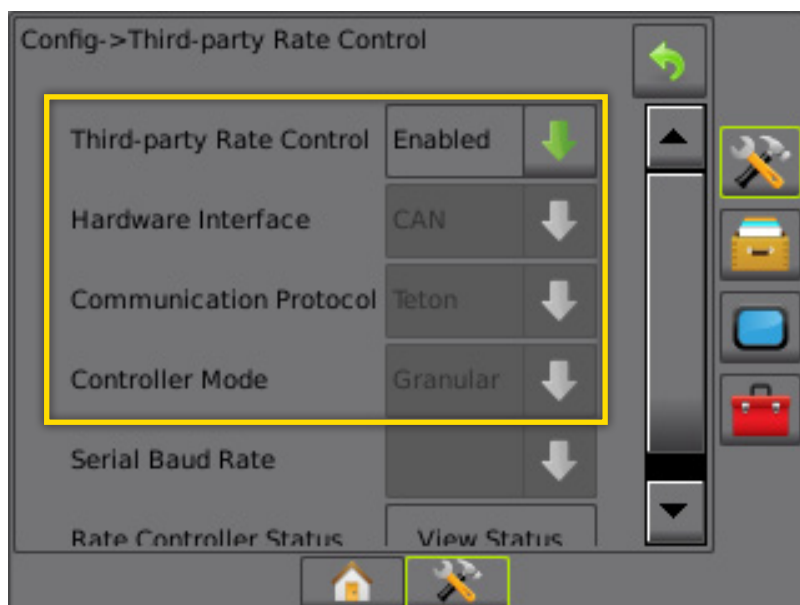 Config->Third-party Rate Control
Third-party Rate Control Enabled
Hardware Interface CAN
Communication Protocol Teton
Controller Mode Granular
Serial Baud Rate
Rate Controller Status View Status